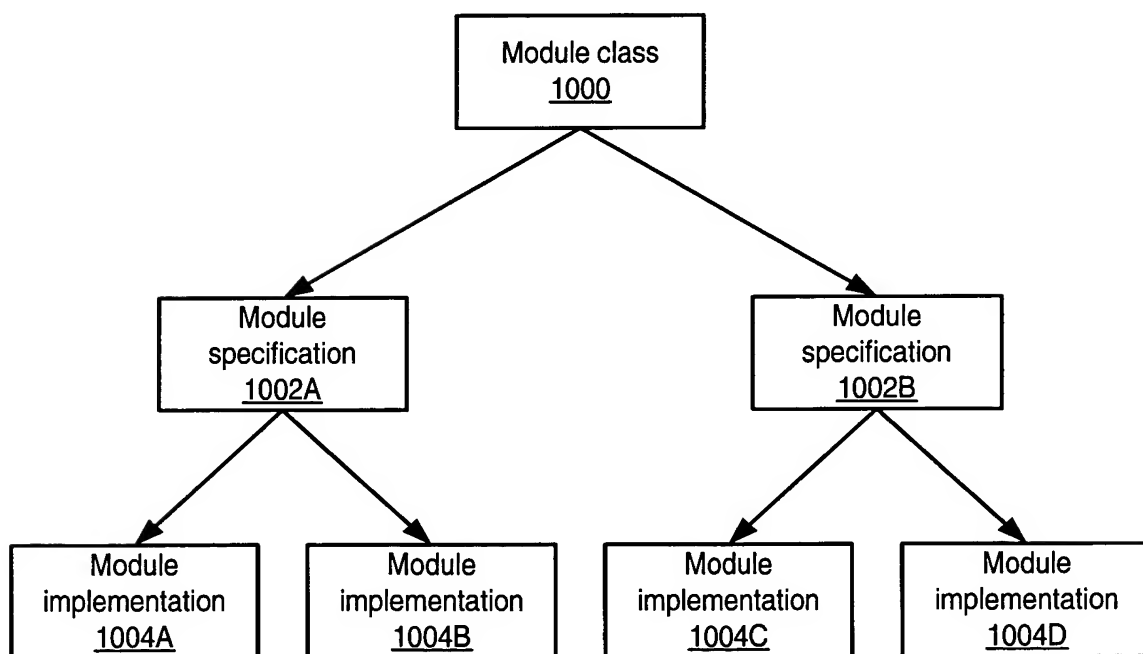 Module class
1000
Module
specification
1002A
Module
specification
1002B
Module
implementation
1004A
Module
implementation
1004B
Module
implementation
1004C
Module
implementation
1004D